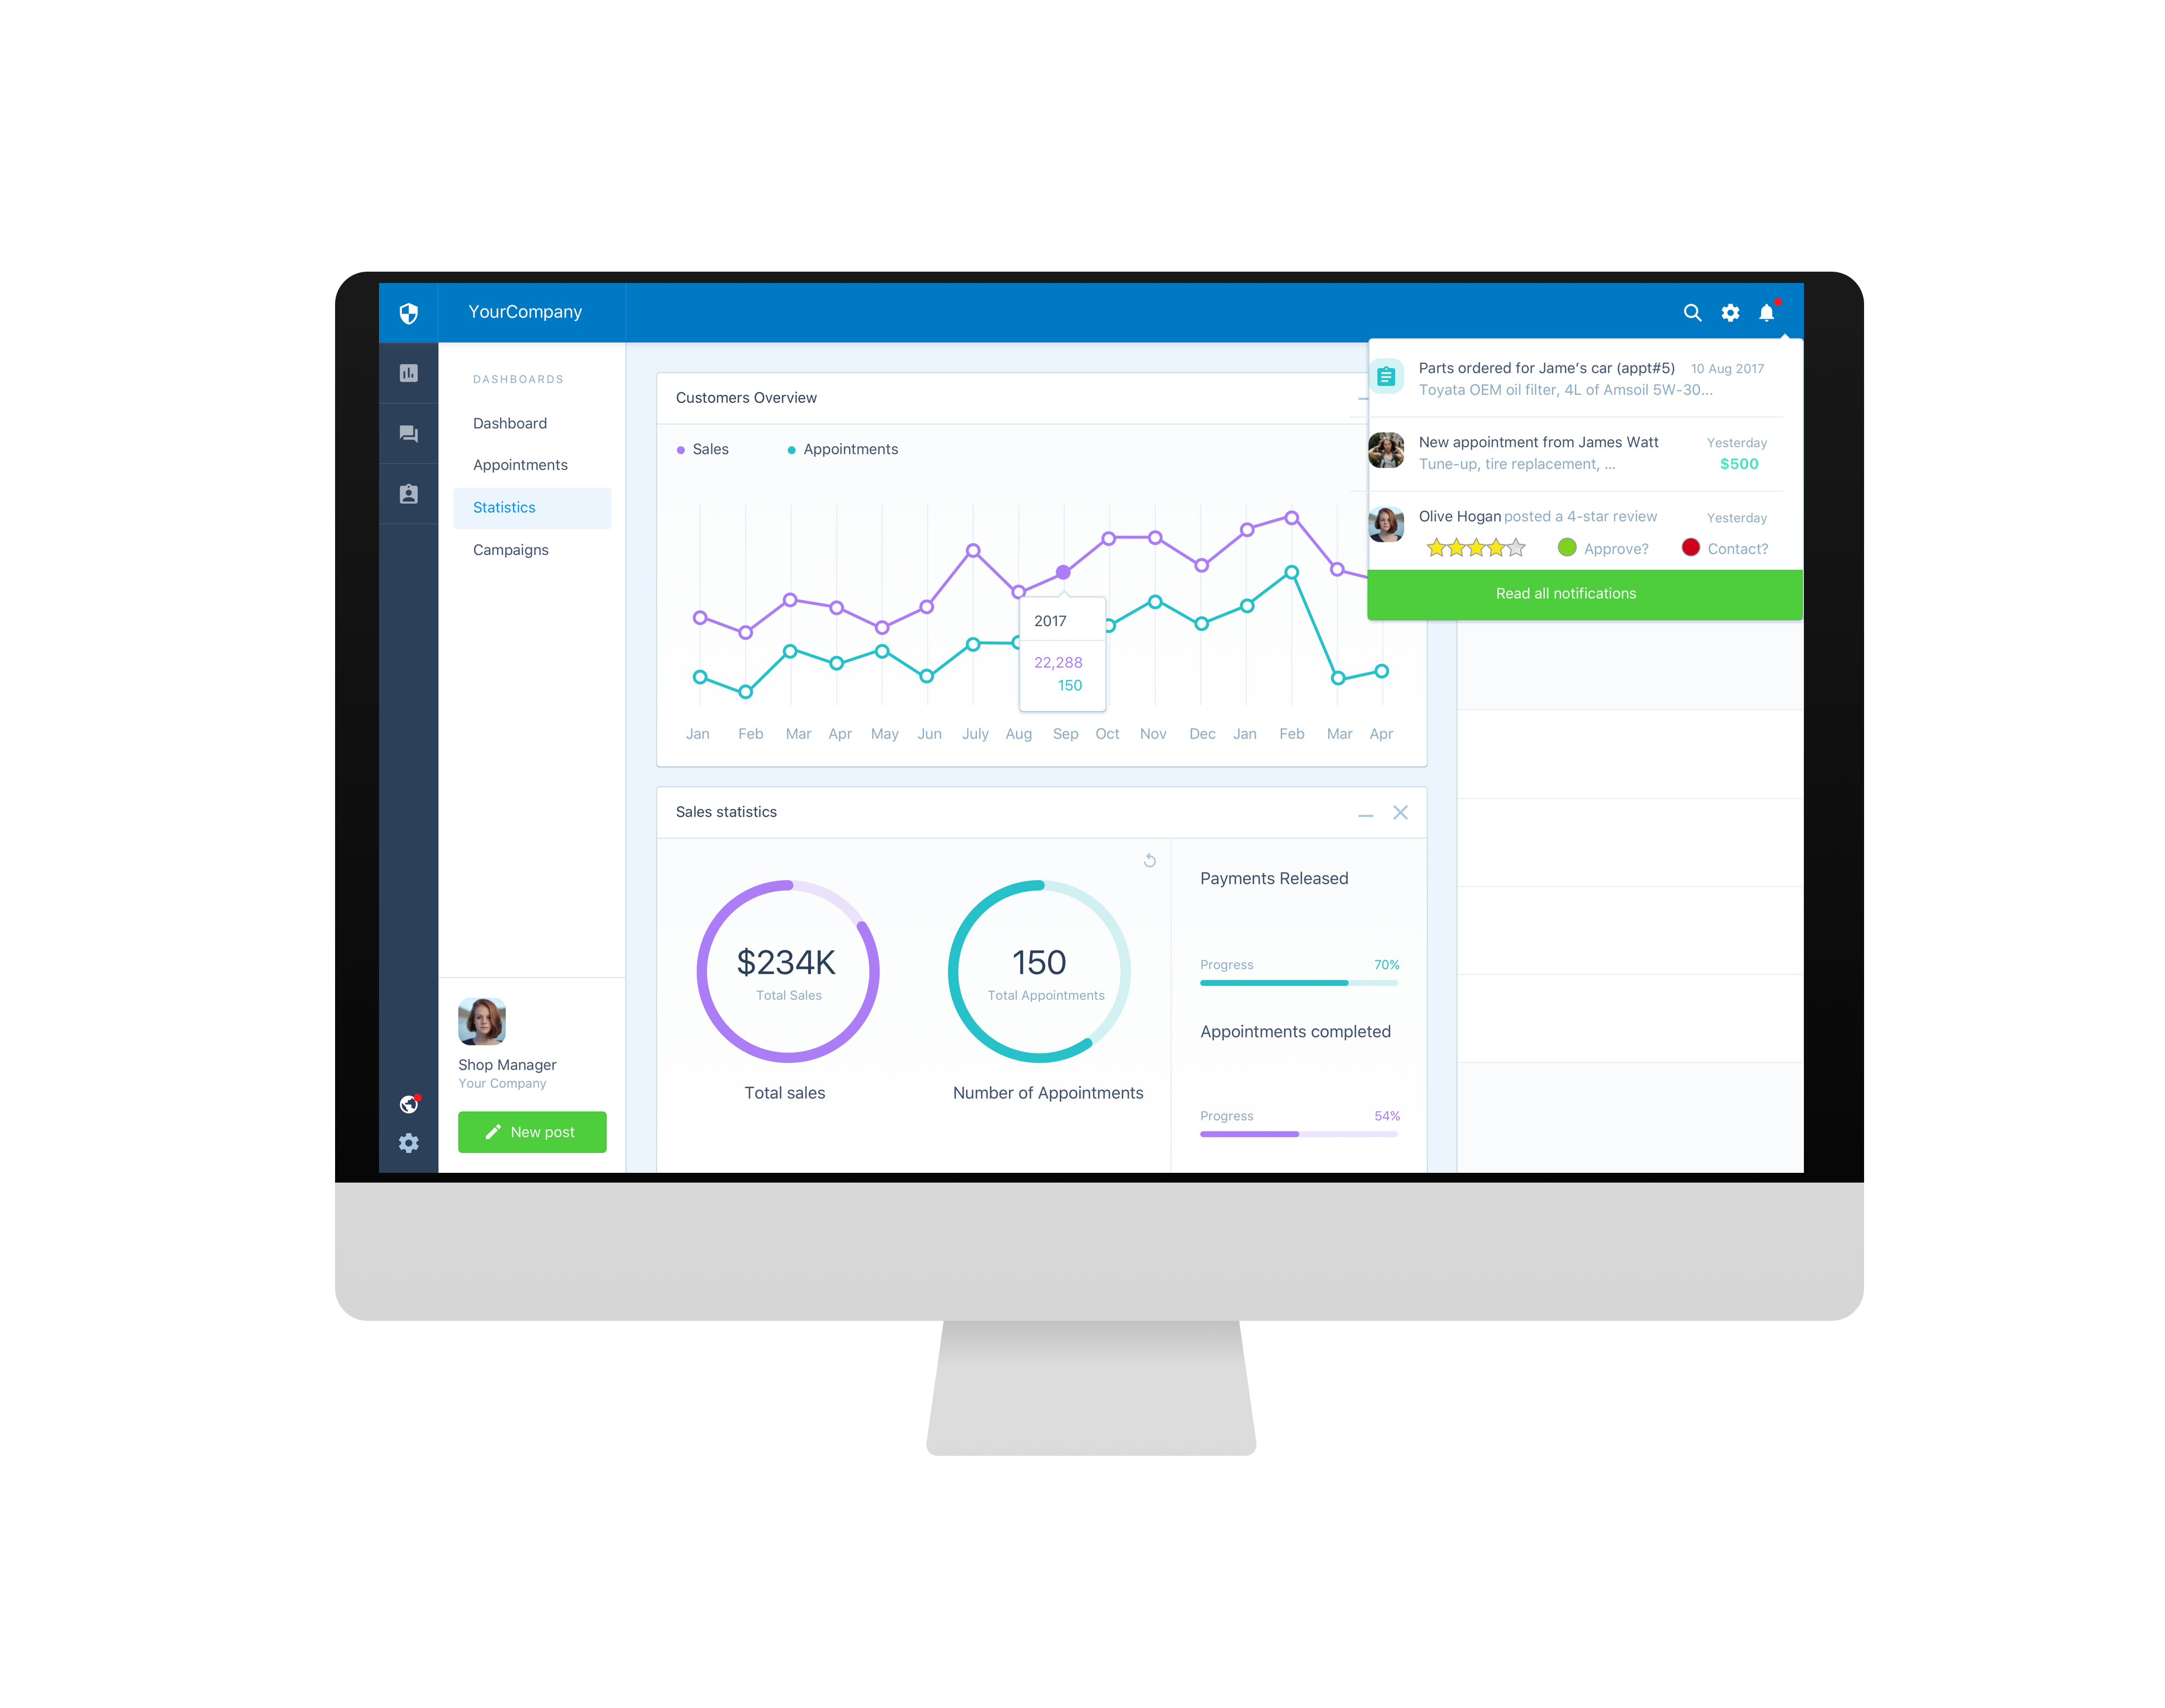 YourCompany
DASHBOARDS
Dashboard
Appointments
Statistics
Campaigns
Shop Manager
Your Company
New post
Customers Overview
Sales
Appointments
2017
22,288
150
Jan Feb Mar Apr May Jun July Aug Sep Oct Nov Dec Jan Feb Mar Apr
Parts ordered for Jame’s car (appt#5) 10 Aug 2017
Toyata OEM oil filter, 4L of Amsoil 5W-30...
New appointment from James Watt Yesterday
Tune-up, tire replacement, ... $500
Olive Hogan posted a 4-star review Yesterday
Approve? Contact?
Read all notifications
Sales statistics
$234K
Total Sales
Total sales
150
Total Appointments
Number of Appointments
Payments Released
Progress 70%
Appointments completed
Progress 54%